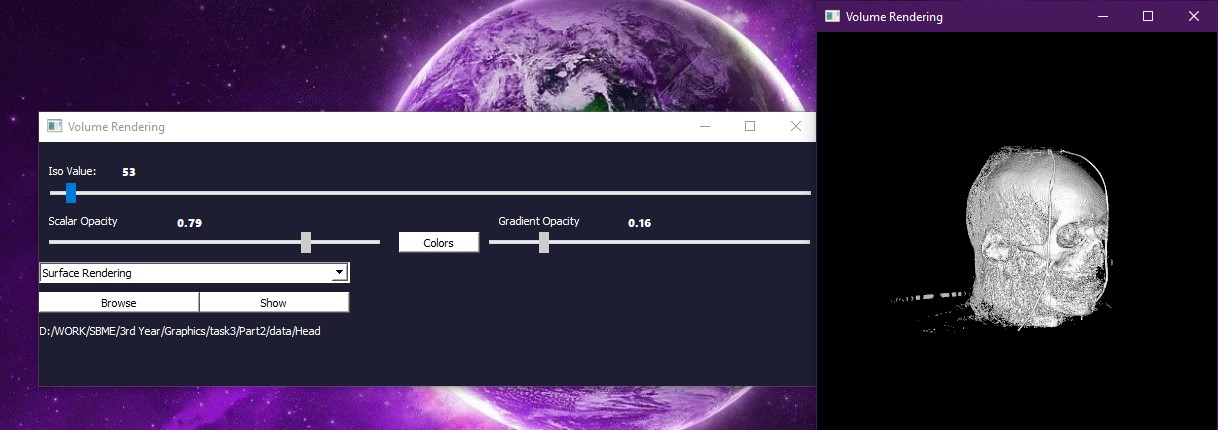 Volume Rendering
Iso Value: 53
Scalar Opacity 0.79 Gradient Opacity 0.16
Colors
Surface Rendering
Browse Show
D:/WORK/SBME/3rd Year/Graphics/task3/Part2/data/Head
Volume Rendering